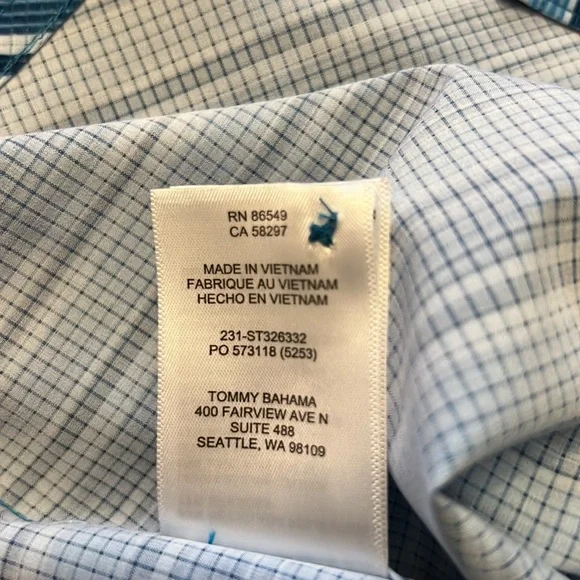 RN 86549
CA 58297
MADE IN VIETNAM
FABRIQUE AU VIETNAM
HECHO EN VIETNAM
231-ST326332
PO 573118 (5253)
TOMMY BAHAMA
400 FAIRVIEW AVE N
SUITE 488
SEATTLE, WA 98109